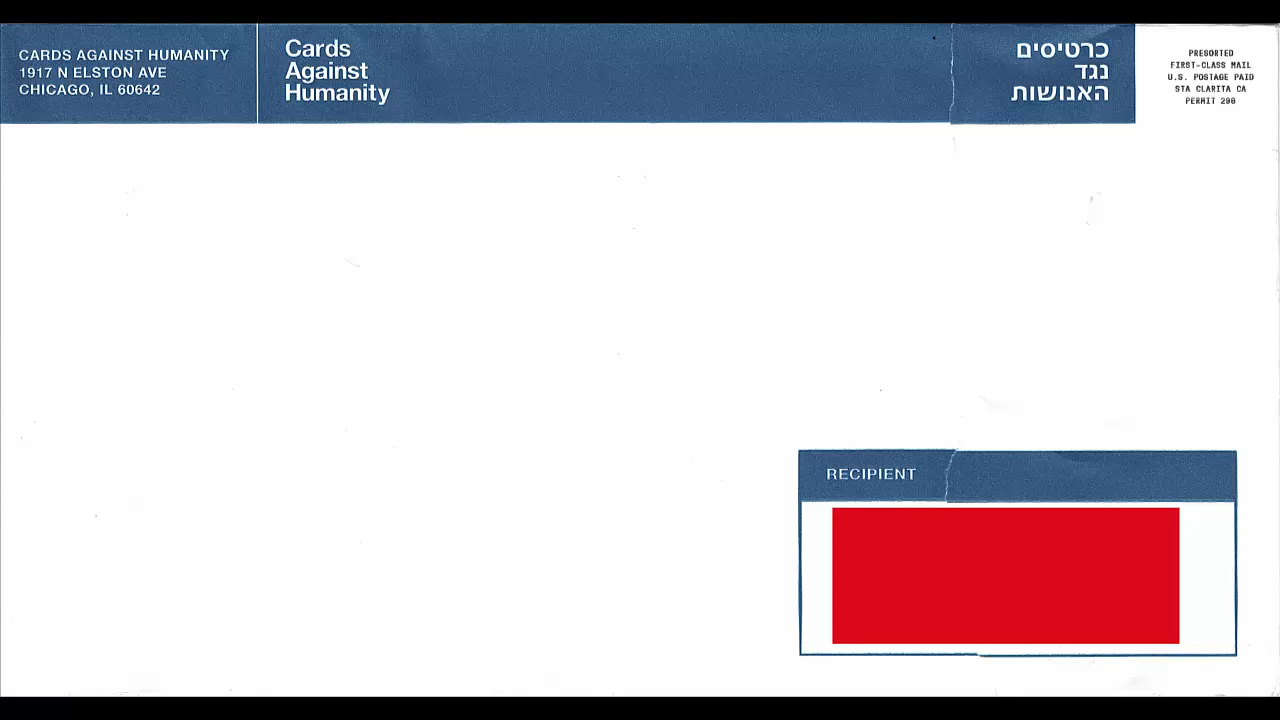 CARDS AGAINST HUMANITY
1917 N ELSTON AVE
CHICAGO, IL 60642
Cards
Against
Humanity
כרטיסים
נגד
האנושות
PRESORTED
FIRST-CLASS MAIL
U.S. POSTAGE PAID
STA CLARITA CA
PERMIT 298
RECIPIENT